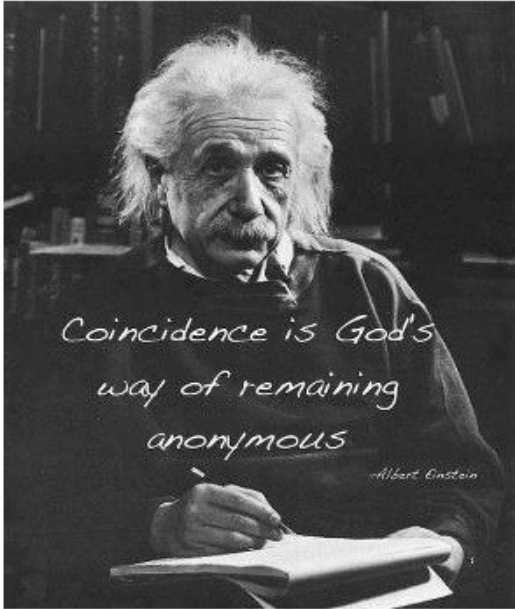 Coincidence is God's
way of remaining
anonymous
-Albert Einstein